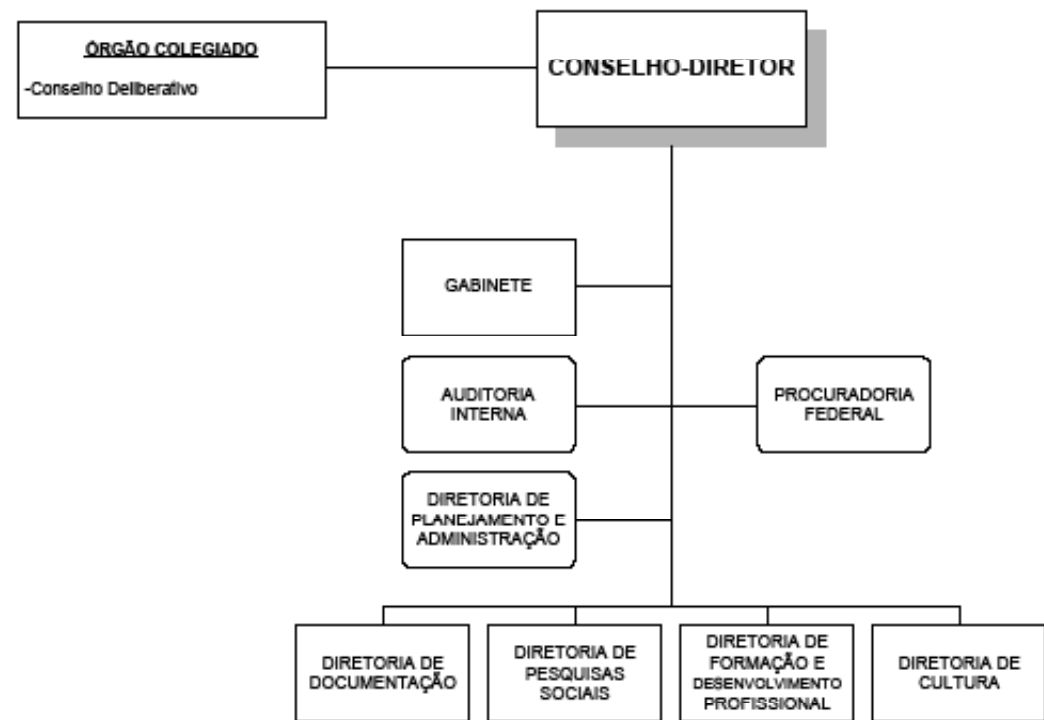 ÓRGÃO COLEGIADO
-Conselho Deliberativo
CONSELHO-DIRETOR
GABINETE
AUDITORIA
INTERNA
PROCURADORIA
FEDERAL
DIRETORIA DE
PLANEJAMENTO E
ADMINISTRAÇÃO
DIRETORIA DE
DOCUMENTAÇÃO
DIRETORIA DE
PESQUISAS
SOCIAIS
DIRETORIA DE
FORMAÇÃO E
DESENVOLVIMENTO
PROFISSIONAL
DIRETORIA DE
CULTURA